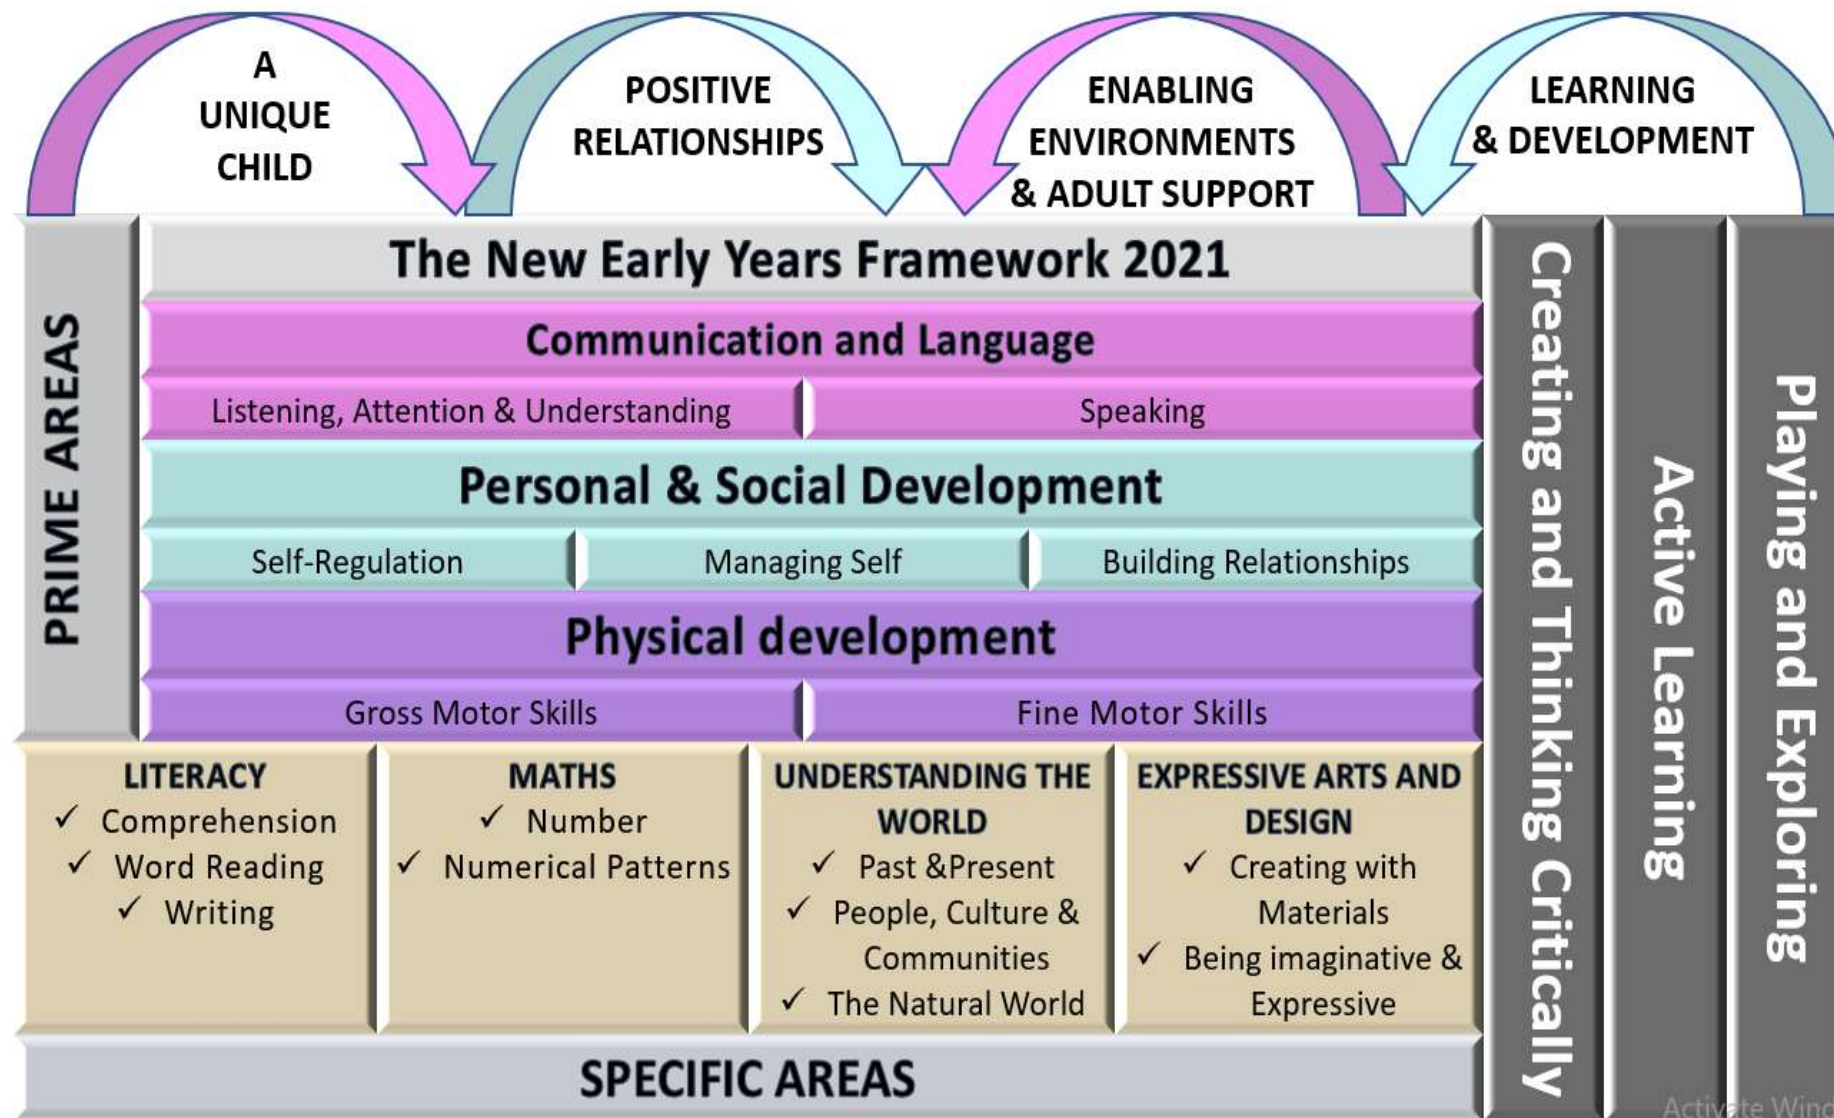 A
UNIQUE
CHILD
POSITIVE
RELATIONSHIPS
ENABLING
ENVIRONMENTS
& ADULT SUPPORT
LEARNING
& DEVELOPMENT
PRIME AREAS
The New Early Years Framework 2021
Communication and Language
Listening, Attention & Understanding
Speaking
Personal & Social Development
Self-Regulation
Managing Self
Building Relationships
Physical development
Gross Motor Skills
Fine Motor Skills
LITERACY
✓ Comprehension
✓ Word Reading
✓ Writing
MATHS
✓ Number
✓ Numerical Patterns
UNDERSTANDING THE
WORLD
✓ Past &Present
✓ People, Culture &
Communities
✓ The Natural World
EXPRESSIVE ARTS AND
DESIGN
✓ Creating with
Materials
✓ Being imaginative &
Expressive
SPECIFIC AREAS
Creating and Thinking Critically
Active Learning
Playing and Exploring
Activate Wind